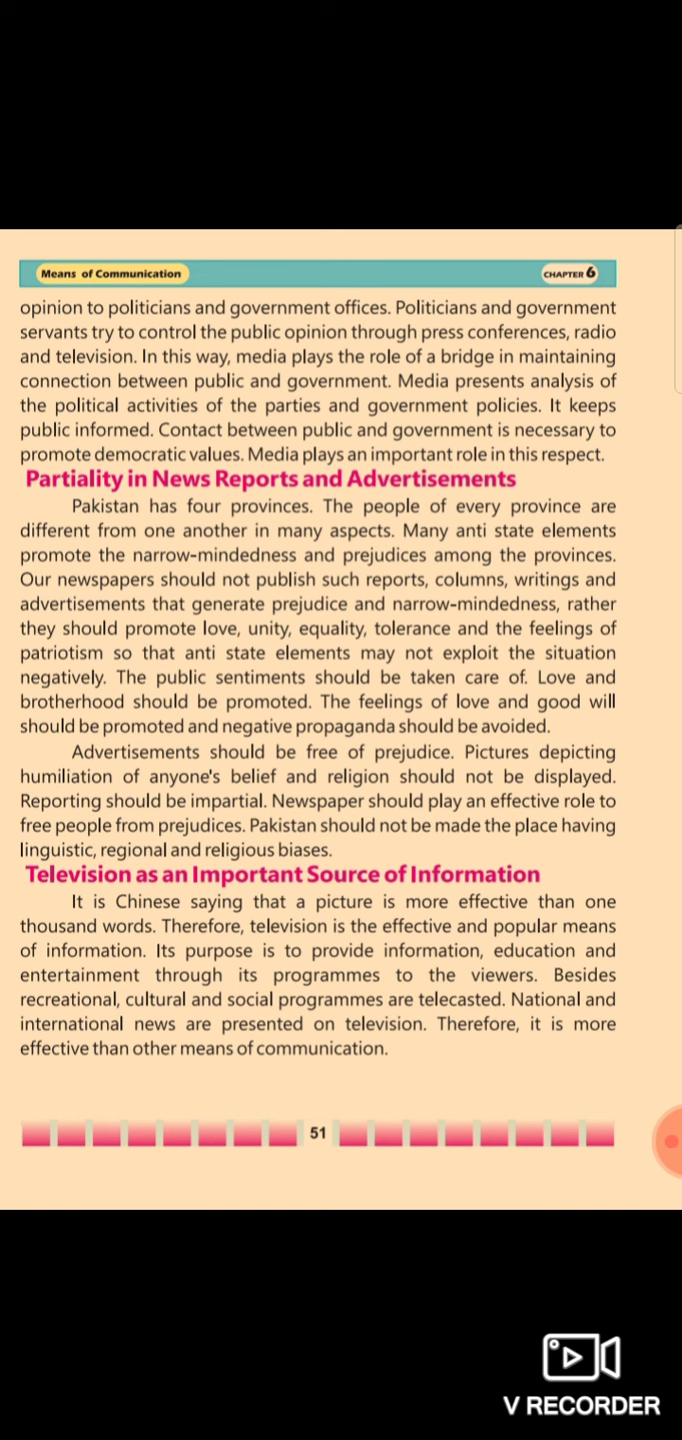 Means of Communication
CHAPTER 6
opinion to politicians and government offices. Politicians and government
servants try to control the public opinion through press conferences, radio
and television. In this way, media plays the role of a bridge in maintaining
connection between public and government. Media presents analysis of
the political activities of the parties and government policies. It keeps
public informed. Contact between public and government is necessary to
promote democratic values. Media plays an important role in this respect.
Partiality in News Reports and Advertisements
Pakistan has four provinces. The people of every province are
different from one another in many aspects. Many anti state elements
promote the narrow-mindedness and prejudices among the provinces.
Our newspapers should not publish such reports, columns, writings and
advertisements that generate prejudice and narrow-mindedness, rather
they should promote love, unity, equality, tolerance and the feelings of
patriotism so that anti state elements may not exploit the situation
negatively. The public sentiments should be taken care of. Love and
brotherhood should be promoted. The feelings of love and good will
should be promoted and negative propaganda should be avoided.
Advertisements should be free of prejudice. Pictures depicting
humiliation of anyone's belief and religion should not be displayed.
Reporting should be impartial. Newspaper should play an effective role to
free people from prejudices. Pakistan should not be made the place having
linguistic, regional and religious biases.
Television as an Important Source of Information
It is Chinese saying that a picture is more effective than one
thousand words. Therefore, television is the effective and popular means
of information. Its purpose is to provide information, education and
entertainment through its programmes to the viewers. Besides
recreational, cultural and social programmes are telecasted. National and
international news are presented on television. Therefore, it is more
effective than other means of communication.
51
V RECORDER